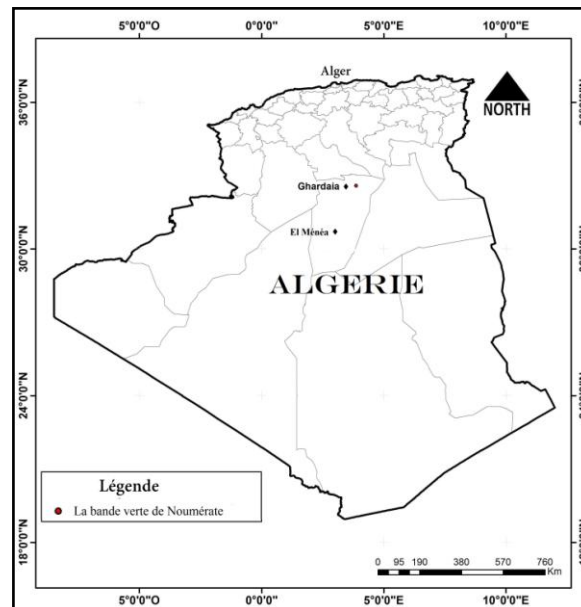 5°0'0"W 0°0'0" 5°0'0"E 10°0'0"E
Alger
NORTH
36°0'0"N
Ghardaia
El Ménéa
30°0'0"N
ALGERIE
24°0'0"N
Légende
La bande verte de Noumérate
18°0'0"N
0 95 190 380 570 760
Km
5°0'0"W 0°0'0" 5°0'0"E 10°0'0"E